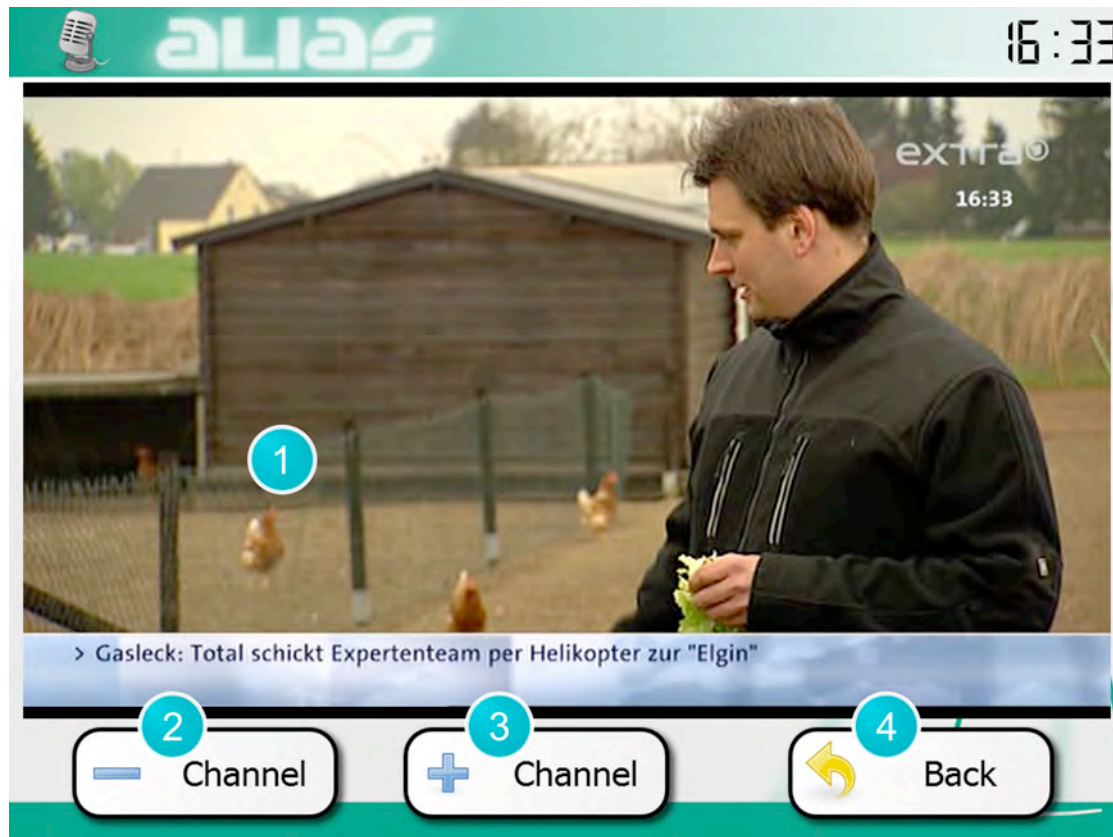 ALIAS
16:33
extra
16:33
1
> Gasleck: Total schickt Expertenteam per Helikopter zur "Elgin"
2
3
4
Channel
Channel
Back